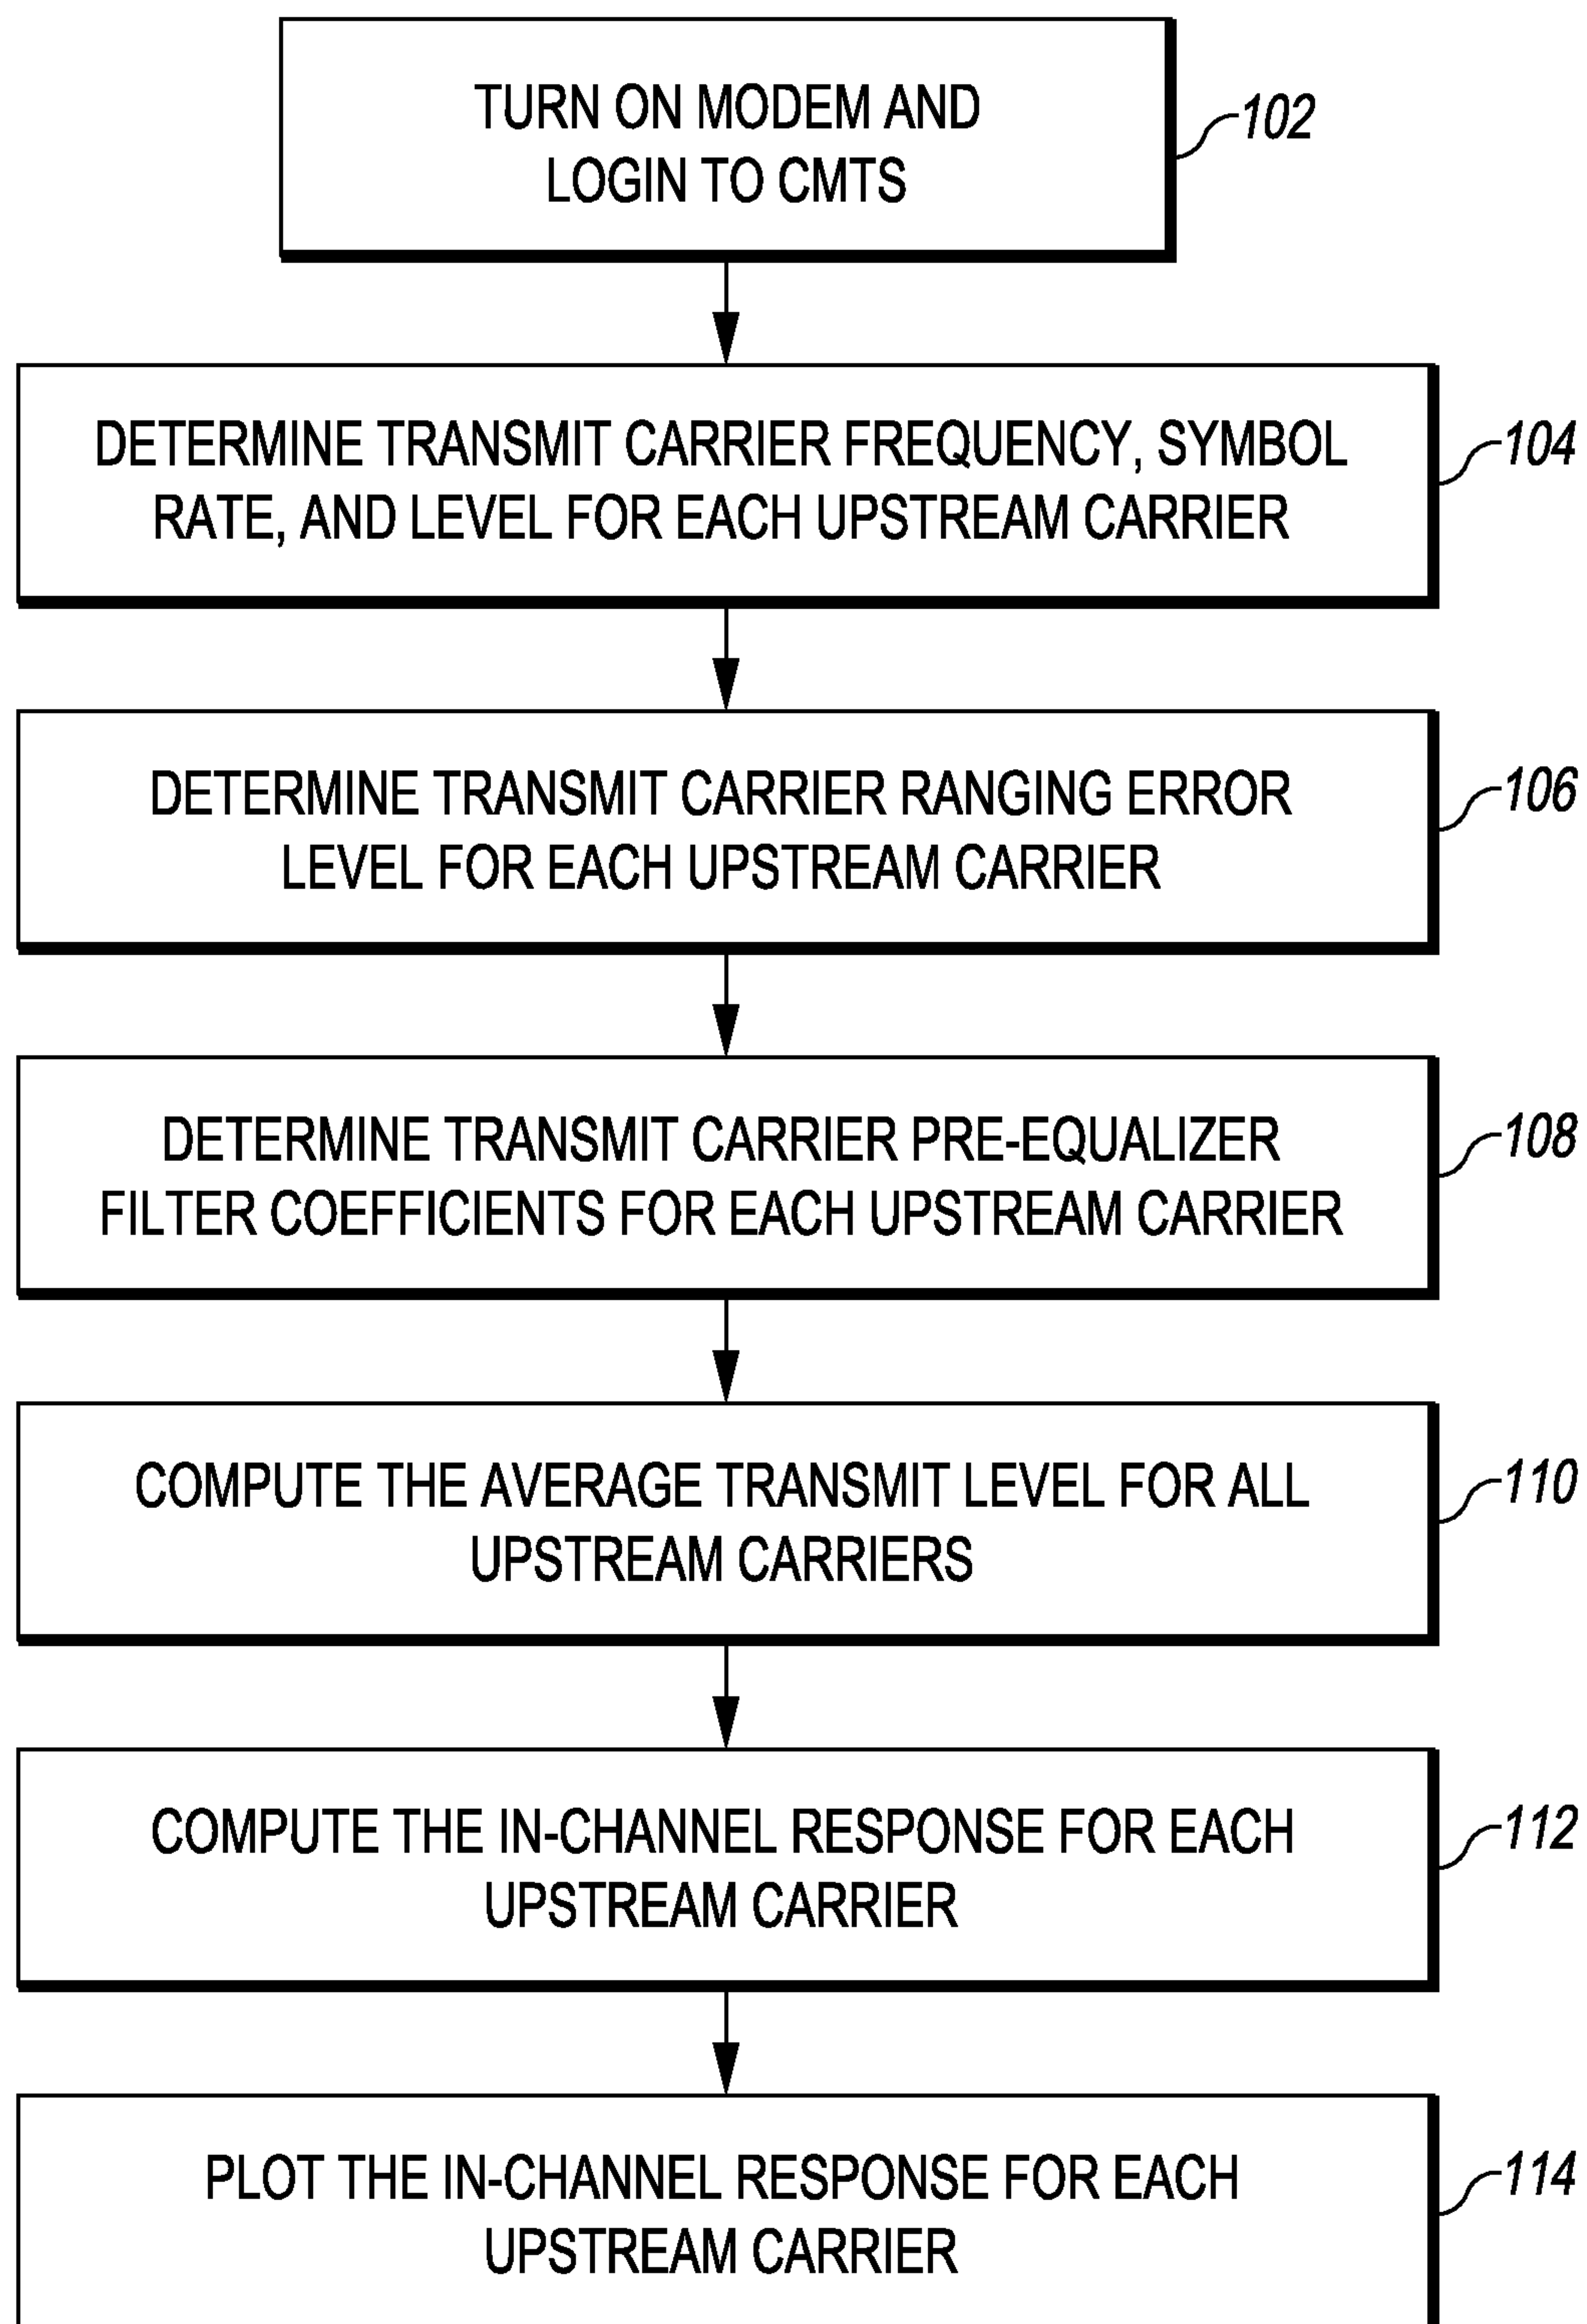 TURN ON MODEM AND
LOGIN TO CMTS
102
DETERMINE TRANSMIT CARRIER FREQUENCY, SYMBOL
RATE, AND LEVEL FOR EACH UPSTREAM CARRIER
104
DETERMINE TRANSMIT CARRIER RANGING ERROR
LEVEL FOR EACH UPSTREAM CARRIER
106
DETERMINE TRANSMIT CARRIER PRE-EQUALIZER
FILTER COEFFICIENTS FOR EACH UPSTREAM CARRIER
108
COMPUTE THE AVERAGE TRANSMIT LEVEL FOR ALL
UPSTREAM CARRIERS
110
COMPUTE THE IN-CHANNEL RESPONSE FOR EACH
UPSTREAM CARRIER
112
PLOT THE IN-CHANNEL RESPONSE FOR EACH
UPSTREAM CARRIER
114